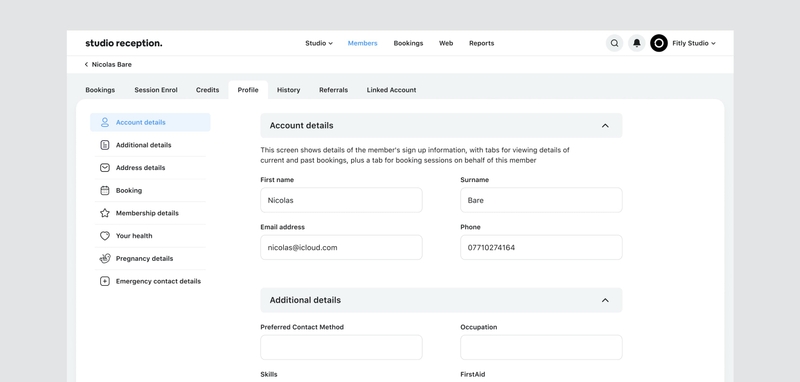 studio reception.
Studio
Members
Bookings
Web
Reports
Fitly Studio
Nicolas Bare
Bookings
Session Enrol
Credits
Profile
History
Referrals
Linked Account
Account details
Additional details
Address details
Booking
Membership details
Your health
Pregnancy details
Emergency contact details
Account details
This screen shows details of the member's sign up information, with tabs for viewing details of
current and past bookings, plus a tab for booking sessions on behalf of this member
First name
Surname
Nicolas
Bare
Email address
Phone
nicolas@icloud.com
07710274164
Additional details
Preferred Contact Method
Occupation
Skills
FirstAid